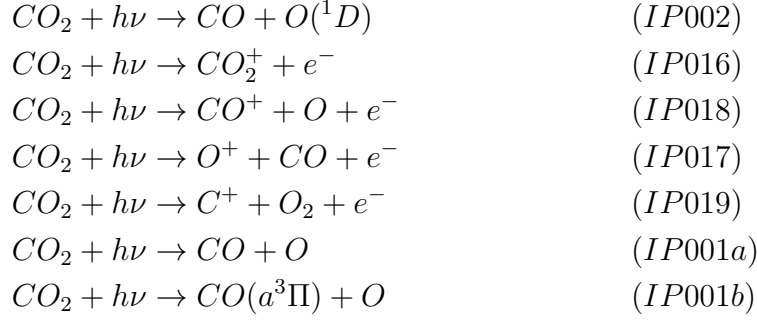 CO₂ + hν → CO + O(¹D) (IP002)
CO₂ + hν → CO₂⁺ + e⁻ (IP016)
CO₂ + hν → CO⁺ + O + e⁻ (IP018)
CO₂ + hν → O⁺ + CO + e⁻ (IP017)
CO₂ + hν → C⁺ + O₂ + e⁻ (IP019)
CO₂ + hν → CO + O (IP001a)
CO₂ + hν → CO(a³Π) + O (IP001b)